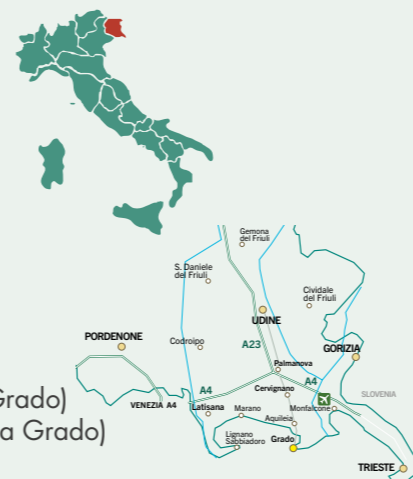 Gemona
del Friuli
S. Daniele
del Friuli
Cividale
del Friuli
UDINE
PORDENONE
Codroipo
A23
GORIZIA
Palmanova
A4
A4
Cervignano
SLOVENIA
Grado)
VENEZIA A4
Latisana
Marano
Monfalcone
Aquileia
a Grado)
Lignano
Sabbiadoro
Grado
TRIESTE